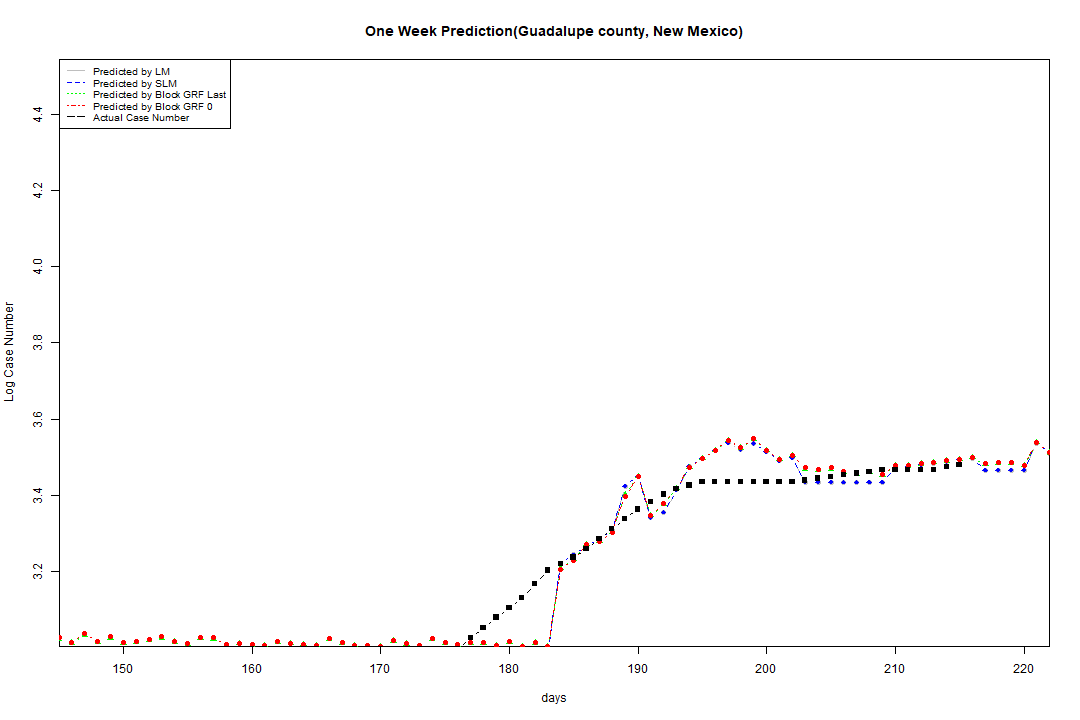 One Week Prediction(Guadalupe county, New Mexico)
Predicted by LM
Predicted by SLM
Predicted by Block GRF Last
Predicted by Block GRF 0
Actual Case Number
4.4
4.2
4.0
3.8
3.6
3.4
3.2
Log Case Number
150 160 170 180 190 200 210 220
days